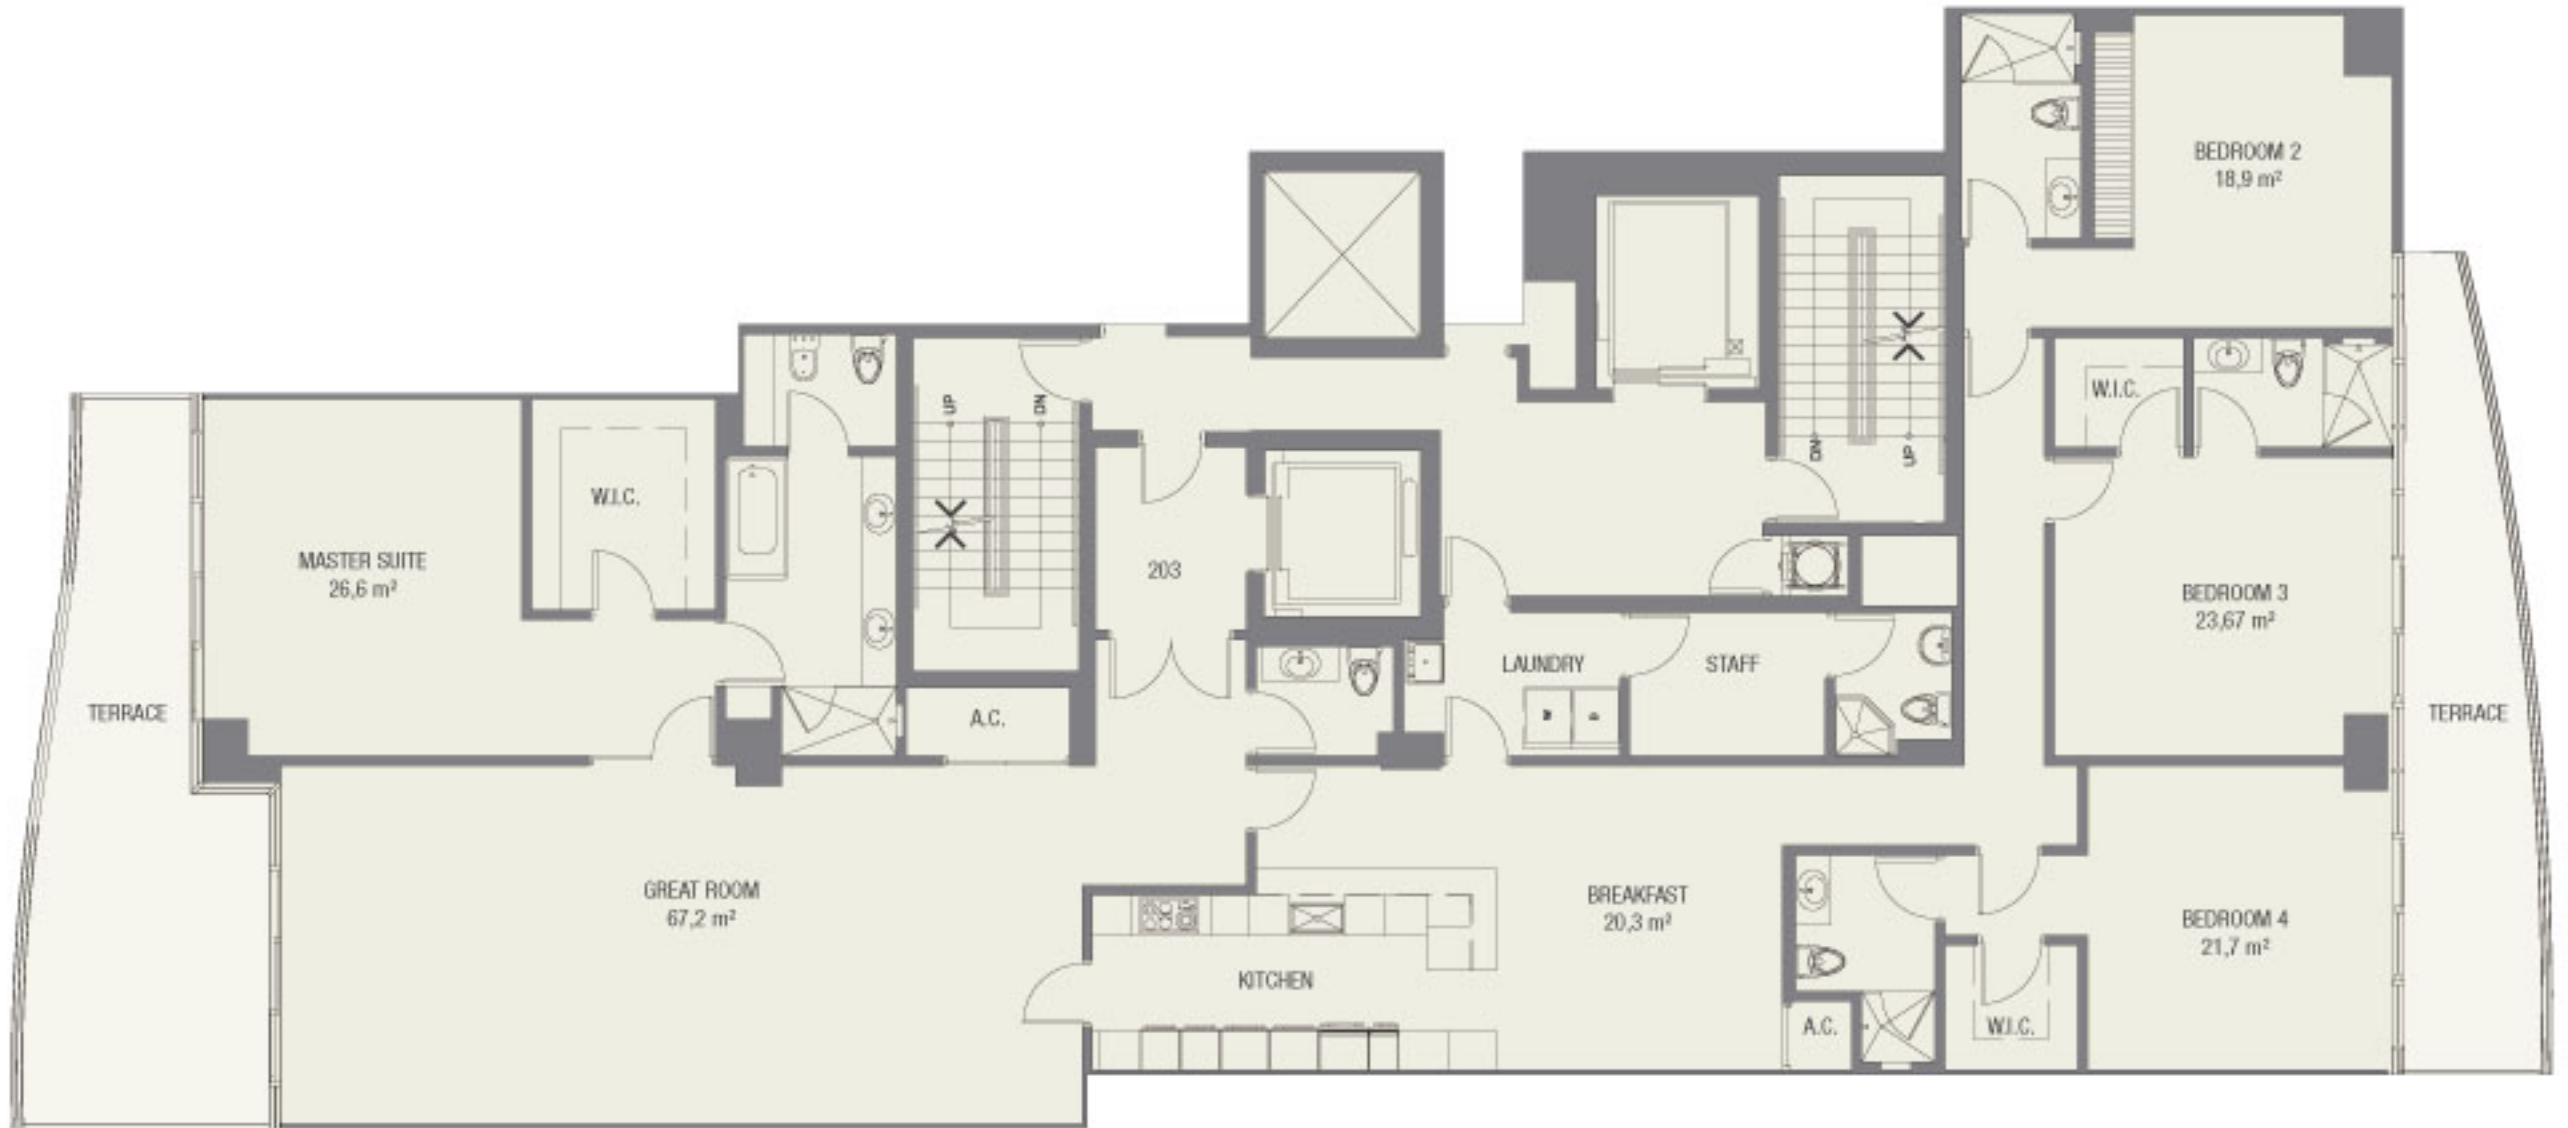 BEDROOM 2
18,9 m²
UP
DN
W.I.C.
DN
UP
W.I.C.
MASTER SUITE
26,6 m²
203
BEDROOM 3
23,67 m²
LAUNDRY
STAFF
TERRACE
A.C.
W
D
TERRACE
GREAT ROOM
67,2 m²
BREAKFAST
20,3 m²
BEDROOM 4
21,7 m²
KITCHEN
A.C.
W.I.C.